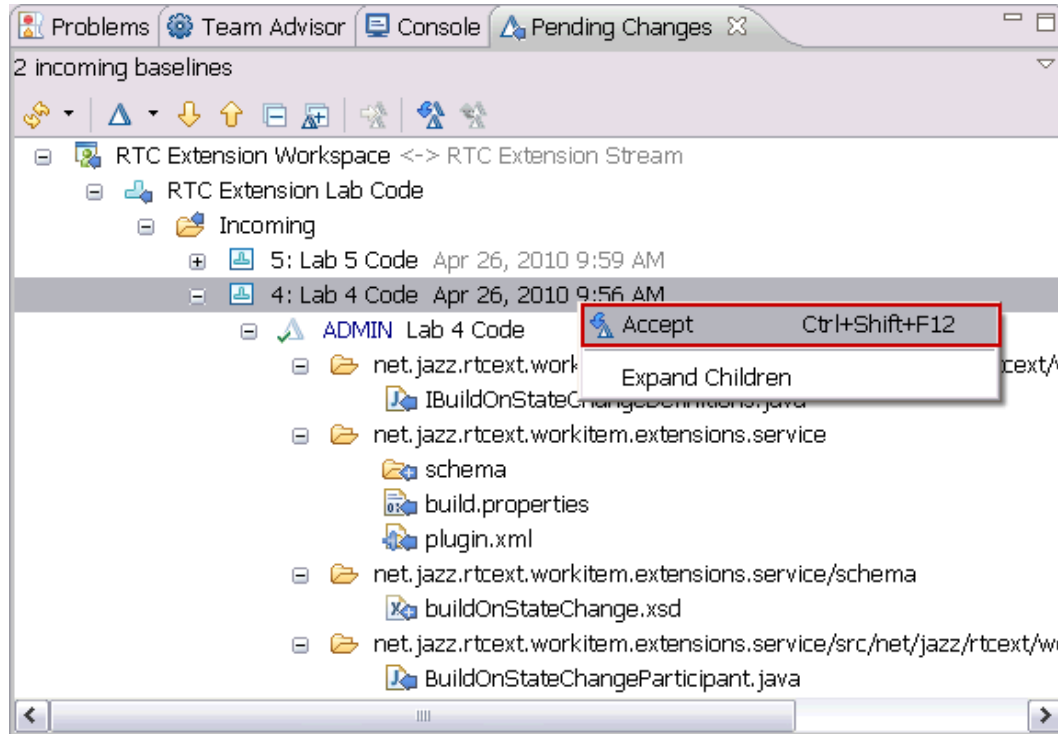 Problems Team Advisor Console Pending Changes
2 incoming baselines
RTC Extension Workspace <-> RTC Extension Stream
RTC Extension Lab Code
Incoming
5: Lab 5 Code Apr 26, 2010 9:59 AM
4: Lab 4 Code Apr 26, 2010 9:56 AM
ADMIN Lab 4 Code
Accept Ctrl+Shift+F12
net.jazz.rtcext.work
Expand Children
IBuildOnStateChangeDefinitions.java
net.jazz.rtcext.workitem.extensions.service
schema
build.properties
plugin.xml
net.jazz.rtcext.workitem.extensions.service/schema
buildOnStateChange.xsd
net.jazz.rtcext.workitem.extensions.service/src/net/jazz/rtcext/w
BuildOnStateChangeParticipant.java